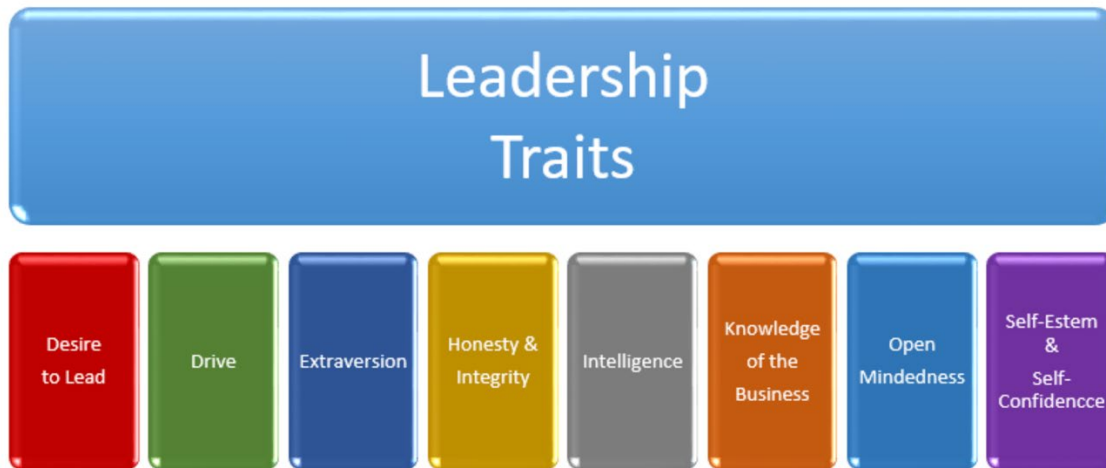 Leadership
Traits
Desire
to Lead
Drive
Extraversion
Honesty &
Integrity
Intelligence
Knowledge
of the
Business
Open
Mindedness
Self-Estem
&
Self-
Confidencce